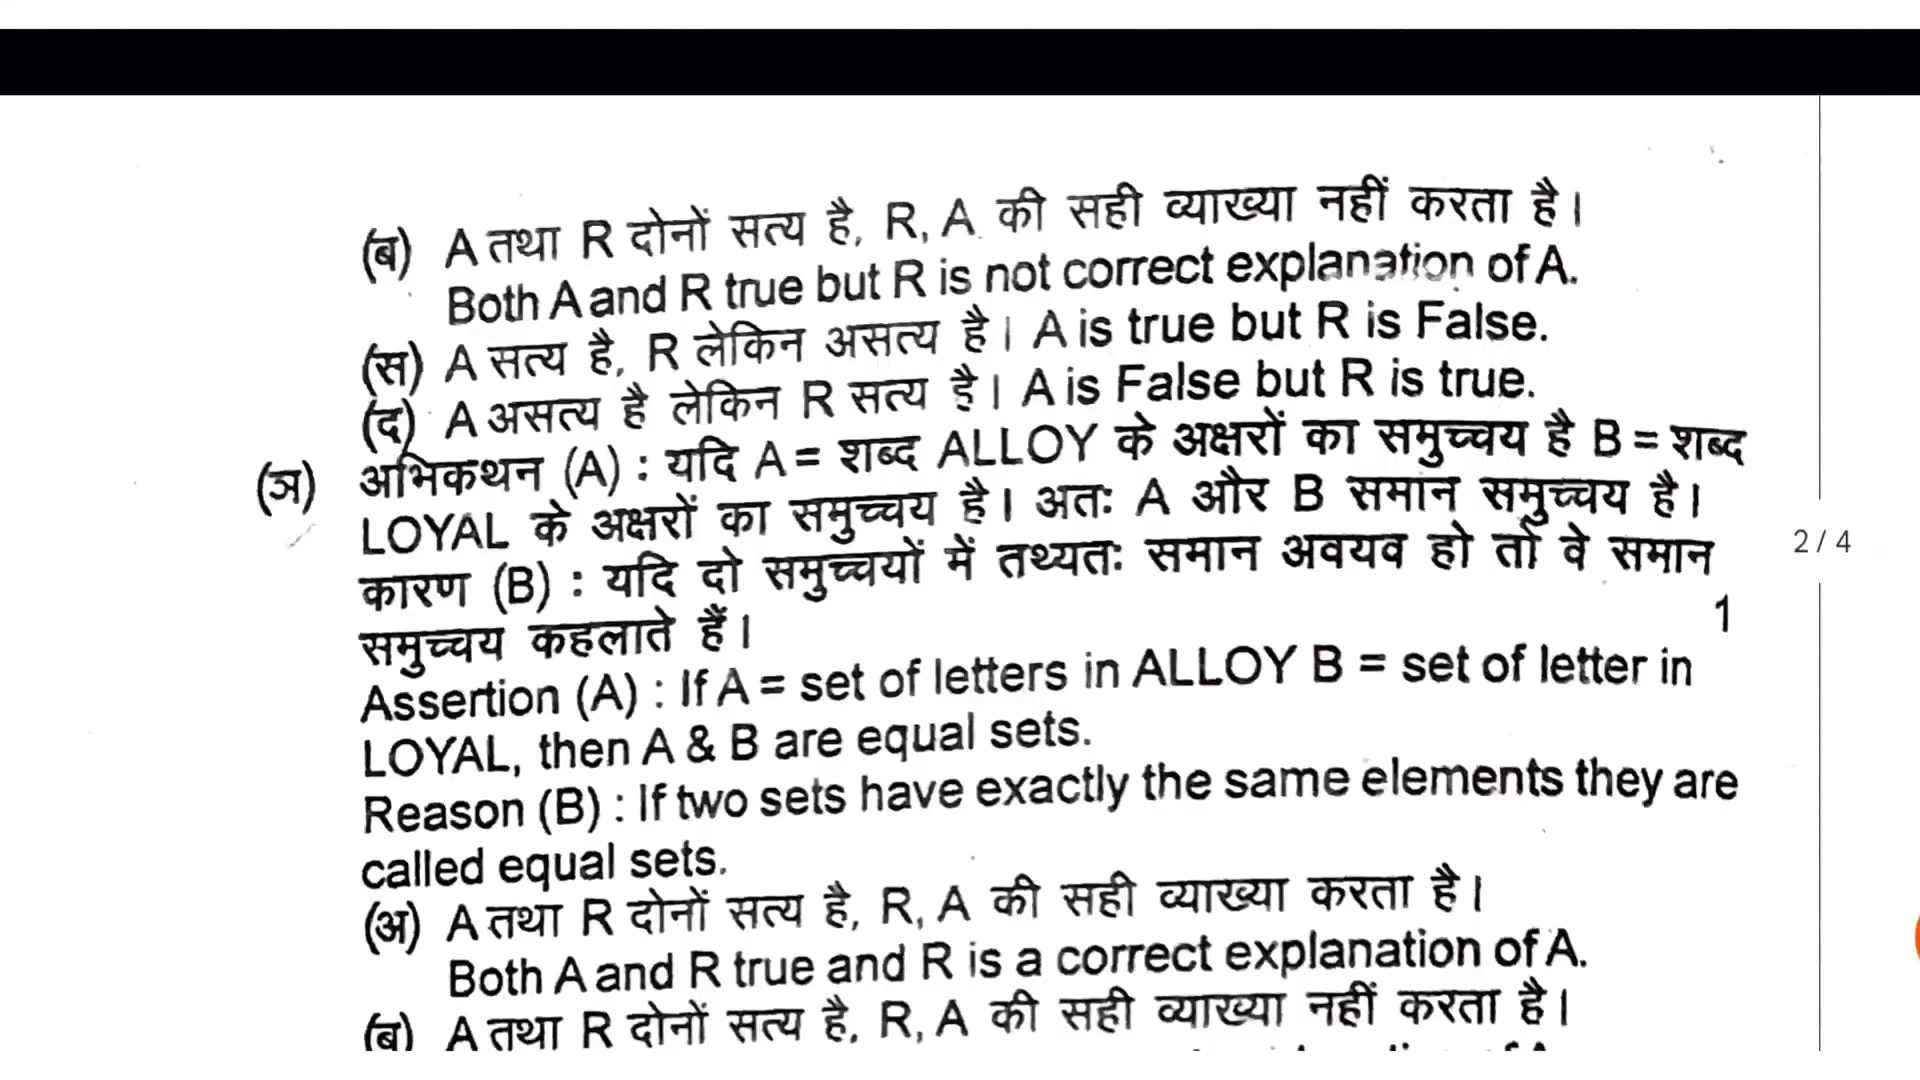 (ब) A तथा R दोनों सत्य है, R, A की सही व्याख्या नहीं करता है।
Both A and R true but R is not correct explanation of A.
(स) A सत्य है, R लेकिन असत्य है। A is true but R is False.
(द) A असत्य है लेकिन R सत्य है। A is False but R is true.
(ञ) अभिकथन (A) : यदि A = शब्द ALLOY के अक्षरों का समुच्चय है B = शब्द
LOYAL के अक्षरों का समुच्चय है। अतः A और B समान समुच्चय है।
कारण (B) : यदि दो समुच्चयों में तथ्यतः समान अवयव हो तो वे समान
समुच्चय कहलाते हैं।
1
Assertion (A) : If A = set of letters in ALLOY B = set of letter in
LOYAL, then A & B are equal sets.
Reason (B) : If two sets have exactly the same elements they are
called equal sets.
(अ) A तथा R दोनों सत्य है, R, A की सही व्याख्या करता है।
Both A and R true and R is a correct explanation of A.
(ब) A तथा R दोनों सत्य है, R, A की सही व्याख्या नहीं करता है।
2 / 4